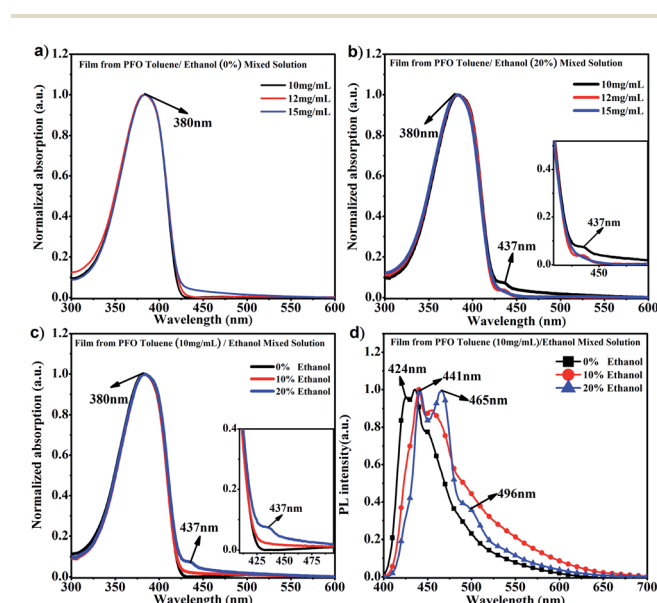 a)
Film from PFO Toluene/ Ethanol (0%) Mixed Solution
10mg/mL
12mg/mL
15mg/mL
380nm
Normalized absorption (a.u.)
1.2
1.0
0.8
0.6
0.4
0.2
0.0
300 350 400 450 500 550 600
Wavelength (nm)
b)
Film from PFO Toluene/ Ethanol (20%) Mixed Solution
10mg/mL
12mg/mL
15mg/mL
380nm
437nm
Normalized absorption (a.u.)
1.2
1.0
0.8
0.6
0.4
0.2
0.0
0.4
0.2
0.0
437nm
450
300 350 400 450 500 550 600
Wavelength (nm)
c)
Film from PFO Toluene (10mg/mL) / Ethanol Mixed Solution
0% Ethanol
10% Ethanol
20% Ethanol
380nm
437nm
Normalized absorption (a.u.)
1.2
1.0
0.8
0.6
0.4
0.2
0.0
0.4
0.2
0.0
437nm
425 450 475
300 350 400 450 500 550 600
Wavelength (nm)
d)
Film from PFO Toluene (10mg/mL)/Ethanol Mixed Solution
424nm
441nm
465nm
496nm
0% Ethanol
10% Ethanol
20% Ethanol
PL intensity(a.u.)
1.0
0.8
0.6
0.4
0.2
0.0
400 450 500 550 600 650 700
Wavelength (nm)